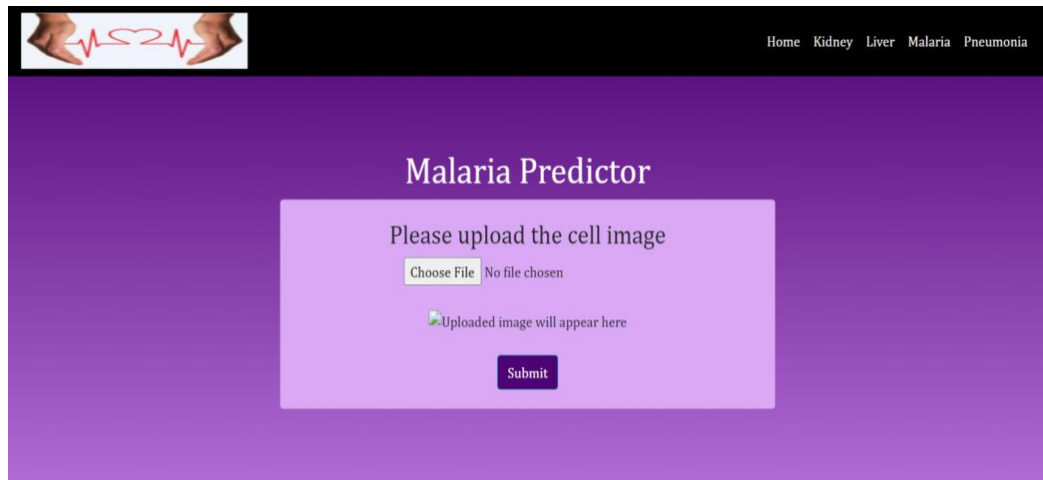 Home Kidney Liver Malaria Pneumonia
Malaria Predictor
Please upload the cell image
Choose File No file chosen
Uploaded image will appear here
Submit